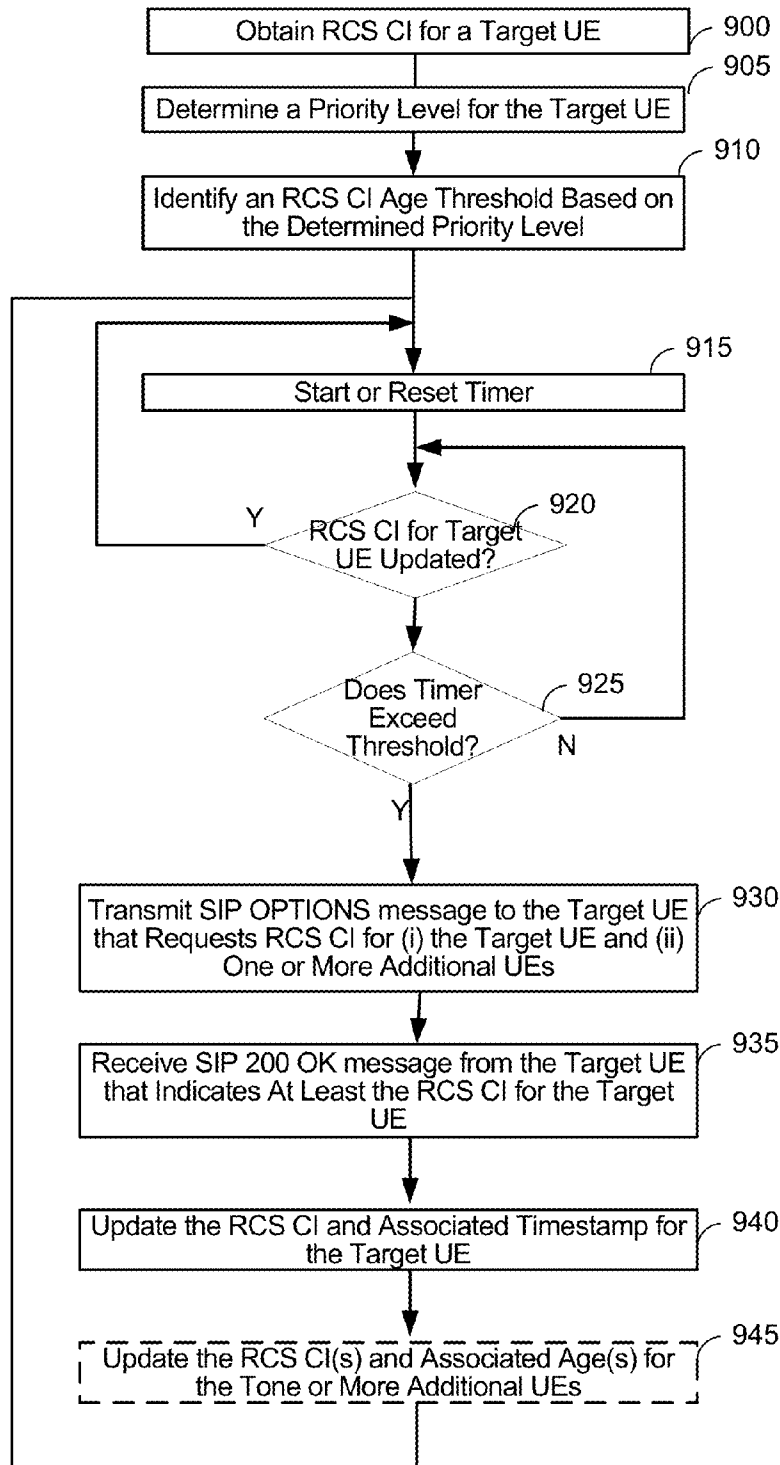 Obtain RCS CI for a Target UE
900
905
Determine a Priority Level for the Target UE
910
Identify an RCS CI Age Threshold Based on
the Determined Priority Level
915
Start or Reset Timer
Y
920
RCS CI for Target
UE Updated?
Does Timer
Exceed
Threshold?
925
N
Y
Transmit SIP OPTIONS message to the Target UE
that Requests RCS CI for (i) the Target UE and (ii)
One or More Additional UEs
930
Receive SIP 200 OK message from the Target UE
that Indicates At Least the RCS CI for the Target
UE
935
Update the RCS CI and Associated Timestamp for
the Target UE
940
945
Update the RCS CI(s) and Associated Age(s) for
the Tone or More Additional UEs